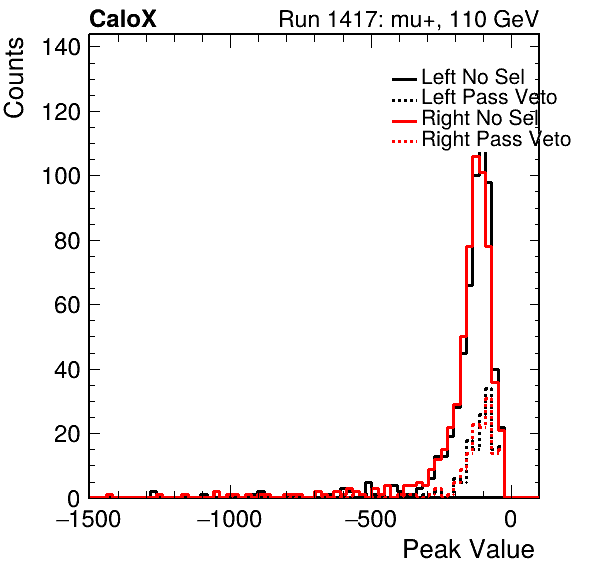 CaloX Run 1417: mu+, 110 GeV
Counts
140
120
100
80
60
40
20
0
Left No Sel
Left Pass Veto
Right No Sel
Right Pass Veto
−1500 −1000 −500 0
Peak Value